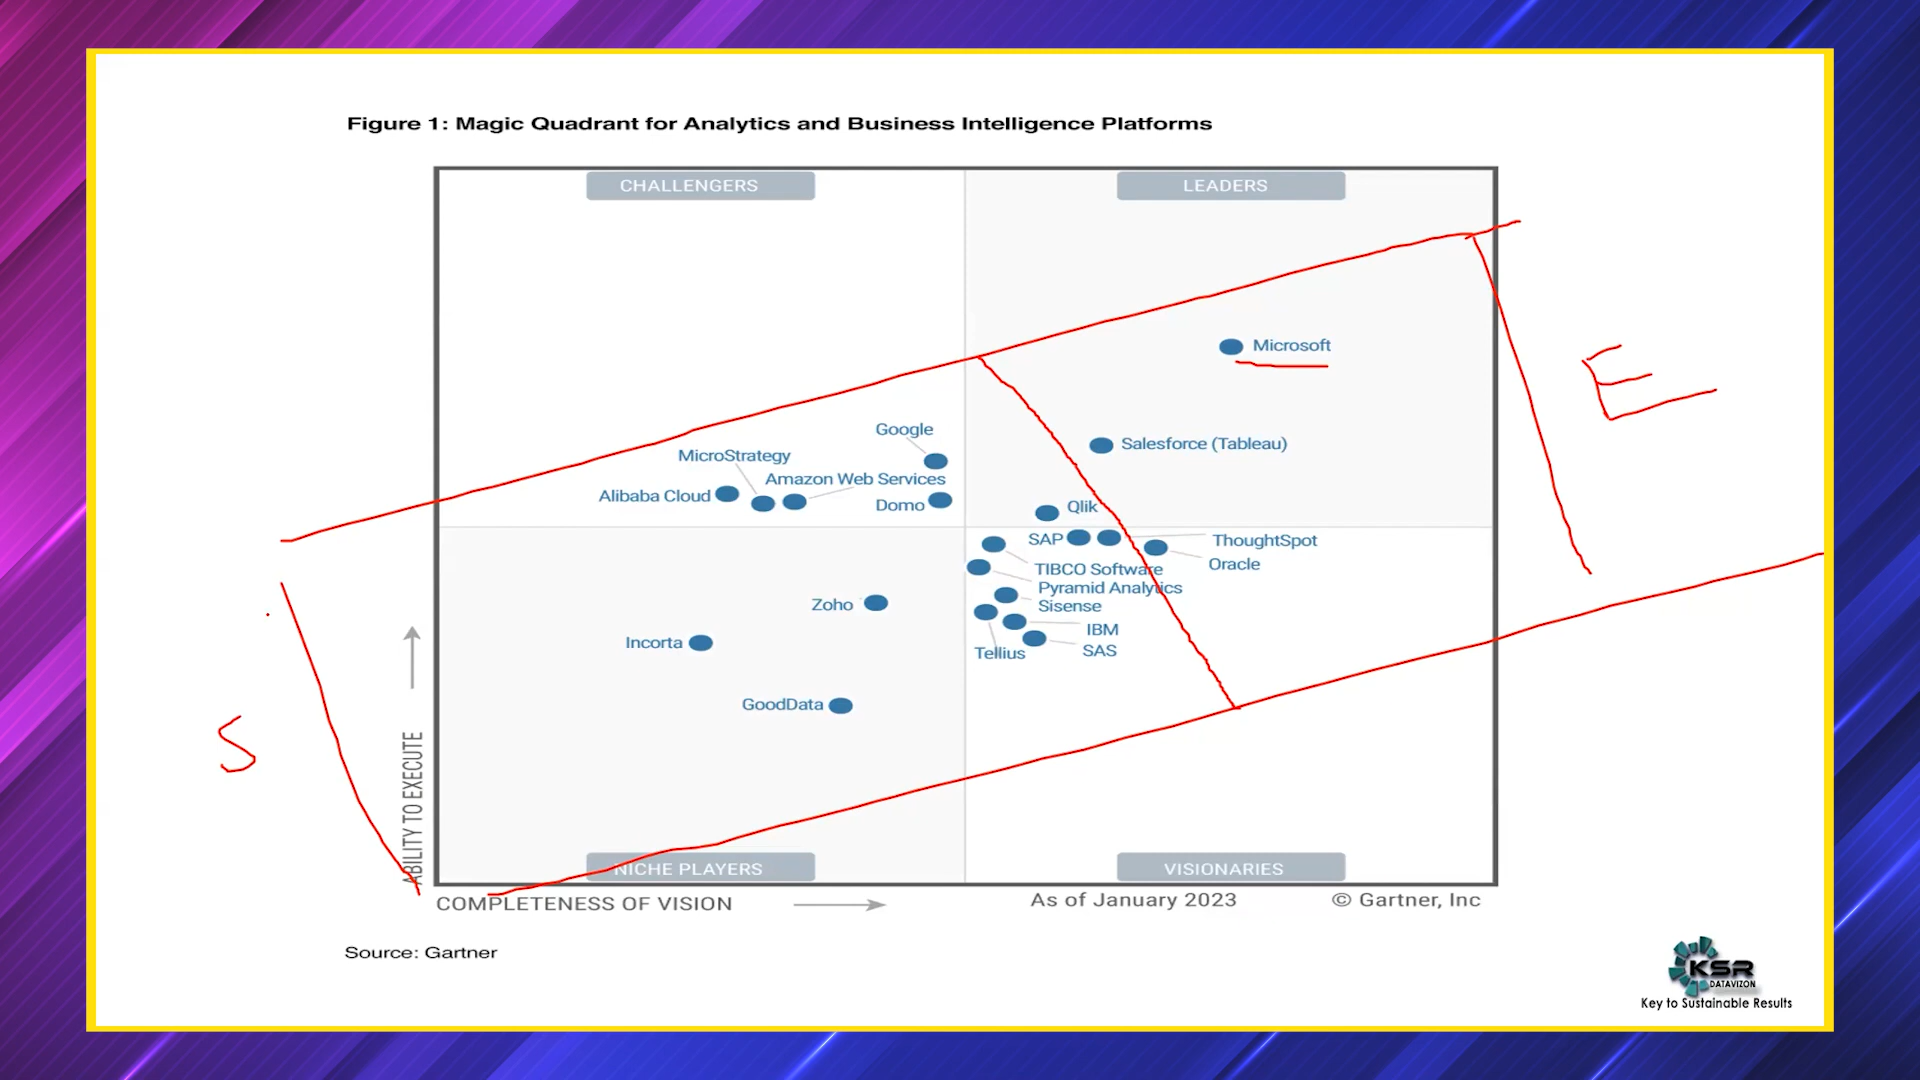 Figure 1: Magic Quadrant for Analytics and Business Intelligence Platforms
CHALLENGERS
LEADERS
Microsoft
E
Google
Salesforce (Tableau)
MicroStrategy
Amazon Web Services
Alibaba Cloud
Domo
Qlik
SAP
ThoughtSpot
Oracle
TIBCO Software
Pyramid Analytics
Sisense
IBM
SAS
Tellius
Zoho
Incorta
GoodData
S
ABILITY TO EXECUTE
NICHE PLAYERS
VISIONARIES
COMPLETENESS OF VISION
As of January 2023
© Gartner, Inc
Source: Gartner
KSR
DATAVIZON
Key to Sustainable Results